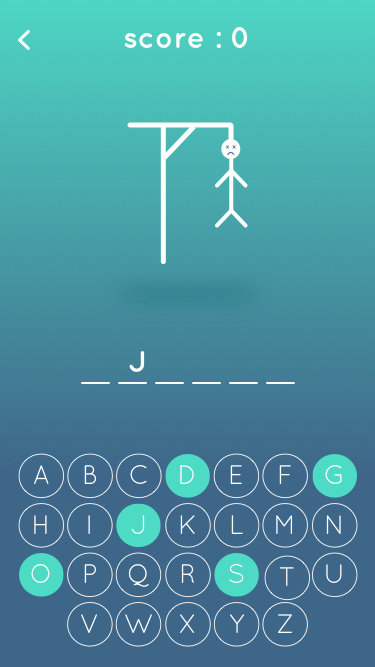 score : 0
J
A B C D E F G
H I J K L M N
O P Q R S T U
V W X Y Z